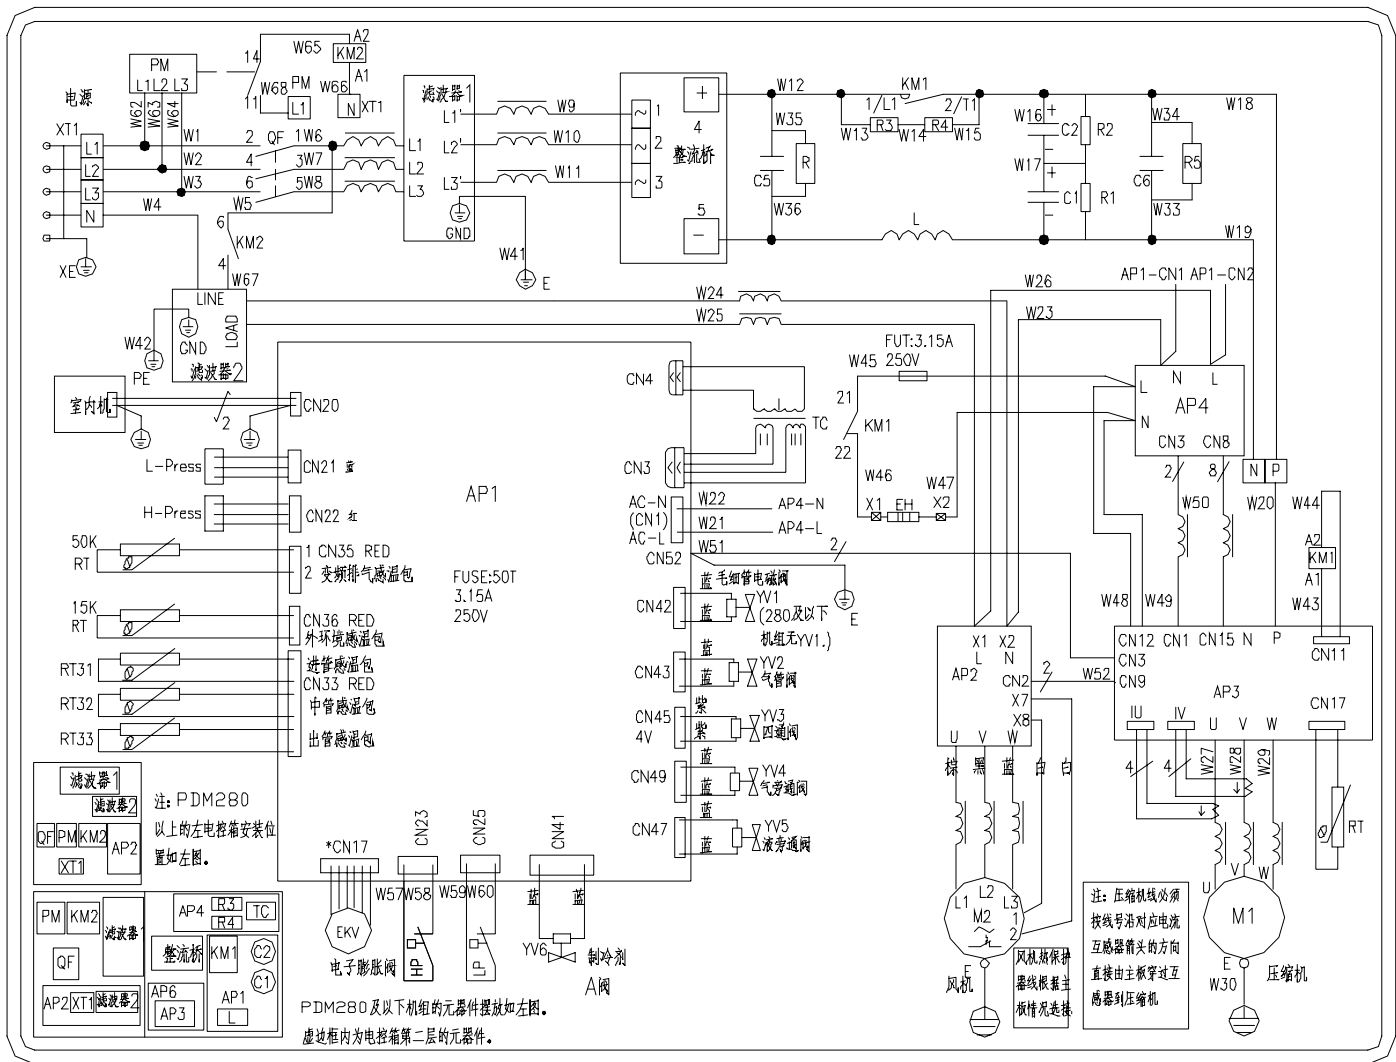 电源
PM
L1 L2 L3
W62
W63
W64
14
11
W65
A2
KM2
A1
W68
PM
L1
W66
N
XT1
XT1
L1
L2
L3
N
XE
W1
W2
W3
W4
2 QF 1 W6
4 3 W7
6 5 W8
W5
6
KM2
4
W67
滤波器1
L1
L2
L3
L1'
L2'
L3'
GND
W9
W10
W11
W41
E
~ 1
~ 2
~ 3
+
4
整流桥
5
−
W12
W35
C5
R
W36
KM1
1/L1
2/T1
W13
R3
W14
R4
W15
L
W16
+
C2
R2
−
W17
+
C1
R1
−
W34
C6
R5
W33
W18
W19
LINE
LOAD
GND
滤波器2
W42
PE
W24
W25
W26
W23
AP1-CN1
AP1-CN2
室内机
2
CN20
L-Press
CN21 蓝
H-Press
CN22 红
50K
RT
1 CN35 RED
2 变频排气感温包
15K
RT
CN36 RED
外环境感温包
RT31
进管感温包
CN33 RED
RT32
中管感温包
RT33
出管感温包
AP1
FUSE:50T
3.15A
250V
CN4
CN3
TC
I
II
III
AC-N
(CN1)
AC-L
W22
AP4-N
W21
AP4-L
CN52
W51
2
E
CN42
蓝
蓝
毛细管电磁阀
YV1
(280及以下
机组无YV1.)
CN43
蓝
蓝
YV2
气管阀
CN45
4V
紫
紫
YV3
四通阀
CN49
蓝
蓝
YV4
气旁通阀
CN47
蓝
蓝
YV5
液旁通阀
W45
FUT:3.15A
250V
21
KM1
22
W46
X1
EH
X2
W47
N
L
L
N
AP4
CN3
CN8
2
8
W50
N
P
W20
W44
A2
KM1
A1
W43
W48
W49
CN12
CN1
CN15
N
P
CN11
CN3
CN9
AP3
CN17
IU
IV
U
V
W
W52
2
X1
X2
L
N
AP2
CN2
X7
X8
U
V
W
棕
黑
蓝
白
白
4
4
W27
W28
W29
RT
L1
L2
L3
M2
~
1
2
E
风机
风机热保护
器线根据主
板情况选接
注：压缩机线必须
按线号沿对应电流
互感器箭头的方向
直接由主板穿过互
感器到压缩机
U
V
W
M1
E
W30
压缩机
*CN17
EKV
电子膨胀阀
CN23
W57
W58
HP
CN25
W59
W60
LP
CN41
蓝
蓝
YV6
制冷剂
A阀
滤波器1
滤波器2
QF
PM
KM2
AP2
XT1
注：PDM280
以上的左电控箱安装位
置如左图。
PM
KM2
滤波器1
QF
AP2
XT1
滤波器2
AP4
R3
R4
TC
整流桥
KM1
C2
C1
AP6
AP3
AP1
L
PDM280及以下机组的元器件摆放如左图。
虚边框内为电控箱第二层的元器件。